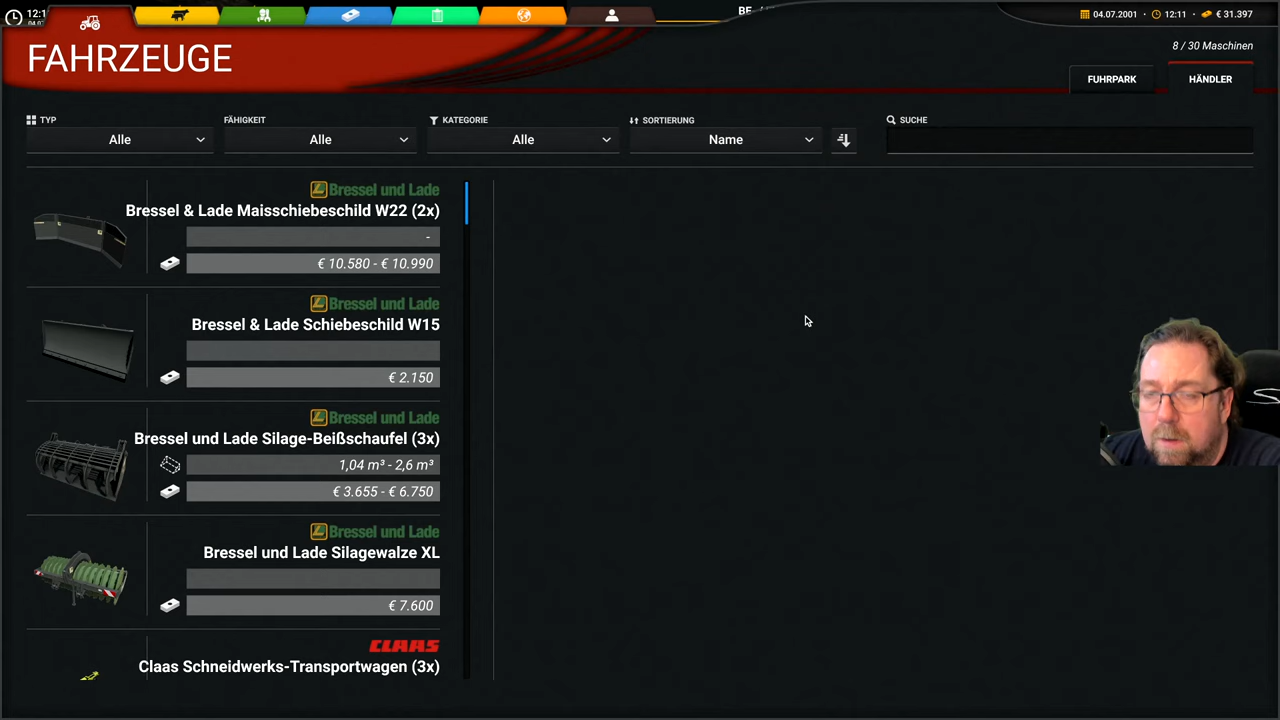 12:1
04.07.2001
12:11
€ 31.397
FAHRZEUGE
8 / 30 Maschinen
FUHRPARK
HÄNDLER
TYP
FÄHIGKEIT
KATEGORIE
SORTIERUNG
SUCHE
Alle
Alle
Alle
Name
Bressel und Lade
Bressel & Lade Maisschiebeschild W22 (2x)
-
€ 10.580 - € 10.990
Bressel und Lade
Bressel & Lade Schiebeschild W15
€ 2.150
Bressel und Lade
Bressel und Lade Silage-Beißschaufel (3x)
1,04 m³ - 2,6 m³
€ 3.655 - € 6.750
Bressel und Lade
Bressel und Lade Silagewalze XL
€ 7.600
CLAAS
Claas Schneidwerks-Transportwagen (3x)